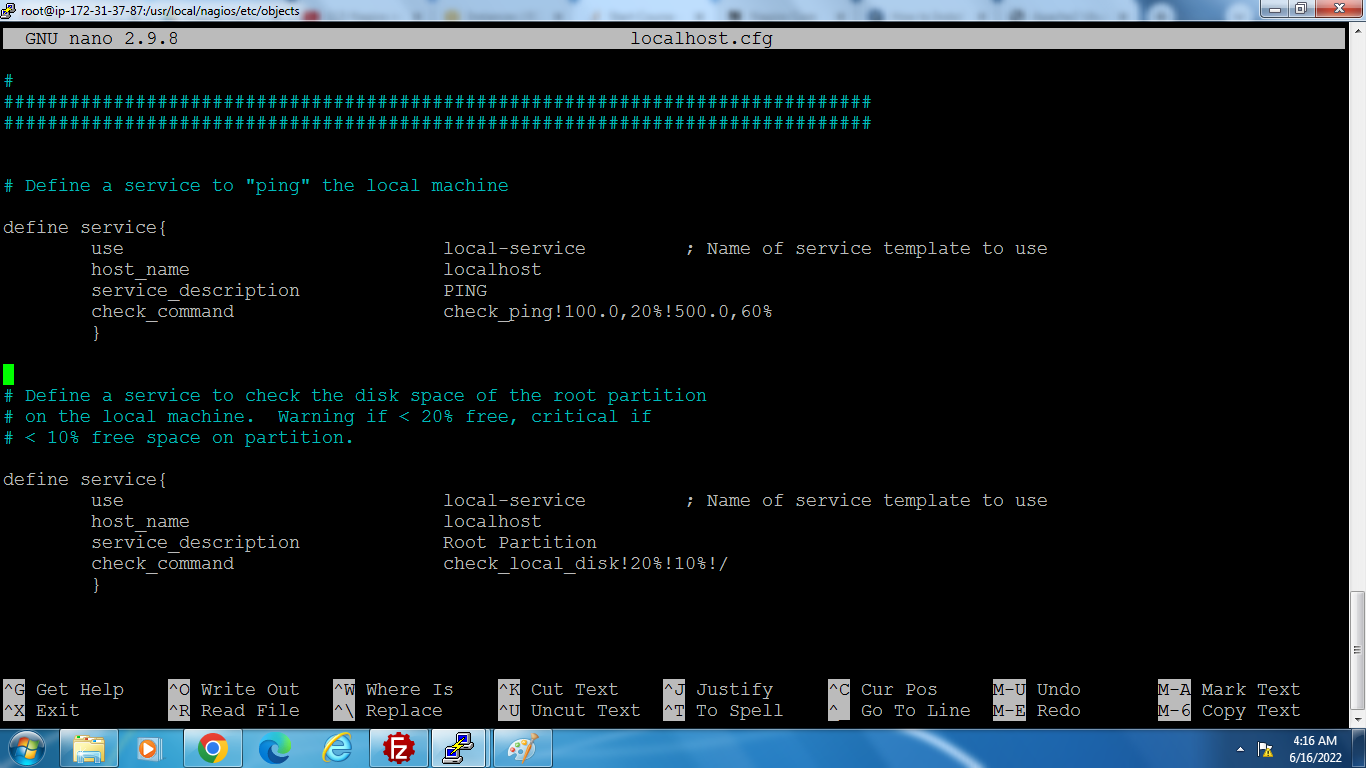 root@ip-172-31-37-87:/usr/local/nagios/etc/objects
GNU nano 2.9.8 localhost.cfg
#
###############################################################################
###############################################################################
# Define a service to "ping" the local machine
define service{
use local-service ; Name of service template to use
host_name localhost
service_description PING
check_command check_ping!100.0,20%!500.0,60%
}
# Define a service to check the disk space of the root partition
# on the local machine.  Warning if < 20% free, critical if
# < 10% free space on partition.
define service{
use local-service ; Name of service template to use
host_name localhost
service_description Root Partition
check_command check_local_disk!20%!10%!/
}
^G Get Help ^O Write Out ^W Where Is ^K Cut Text ^J Justify ^C Cur Pos M-U Undo M-A Mark Text
^X Exit ^R Read File ^\ Replace ^U Uncut Text ^T To Spell ^_ Go To Line M-E Redo M-6 Copy Text
4:16 AM
6/16/2022